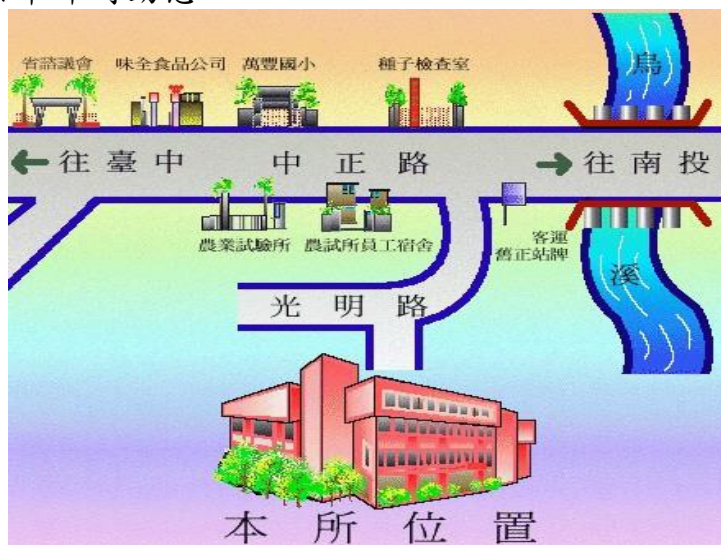 省諮議會 味全食品公司 萬豐國小 種子檢查室
烏
往臺中 中正路 往南投
農業試驗所 農試所員工宿舍 客運
舊正站牌
溪
光明路
本所位置